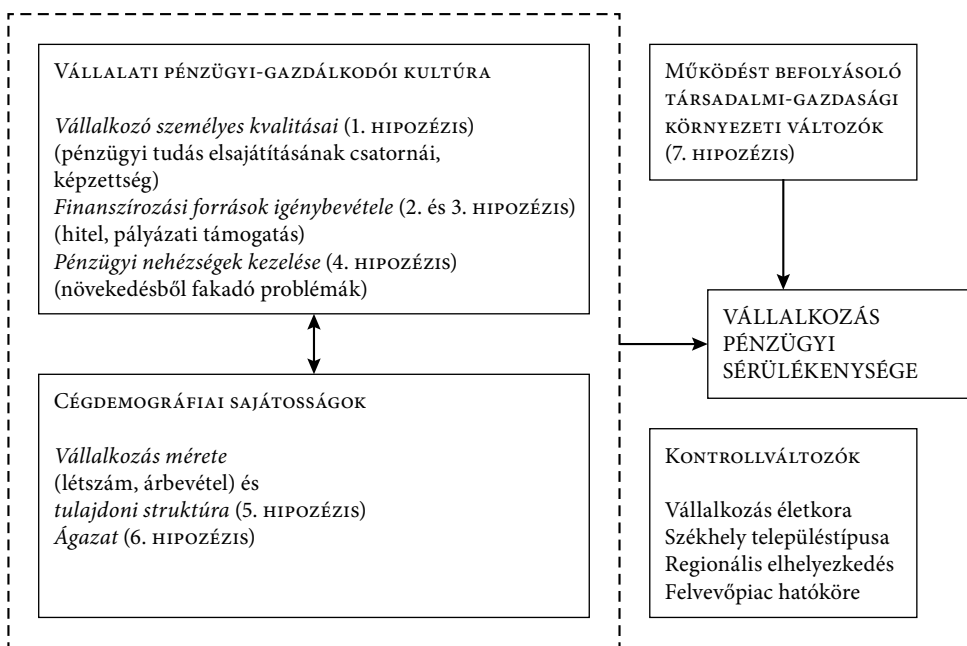 VÁLLALATI PÉNZÜGYI-GAZDÁLKODÓI KULTÚRA
Vállalkozó személyes kvalitásai (1. HIPOZÉZIS)
(pénzügyi tudás elsajátításának csatornái,
képzettség)
Finanszírozási források igénybevétele (2. és 3. HIPOZÉZIS)
(hitel, pályázati támogatás)
Pénzügyi nehézségek kezelése (4. HIPOZÉZIS)
(növekedésből fakadó problémák)
CÉGDEMOGRÁFIAI SAJÁTOSSÁGOK
Vállalkozás mérete
(létszám, árbevétel) és
tulajdoni struktúra (5. HIPOZÉZIS)
Ágazat (6. HIPOZÉZIS)
MŰKÖDÉST BEFOLYÁSOLÓ
TÁRSADALMI-GAZDASÁGI
KÖRNYEZETI VÁLTOZÓK
(7. HIPOZÉZIS)
VÁLLALKOZÁS
PÉNZÜGYI
SÉRÜLÉKENYSÉGE
KONTROLLVÁLTOZÓK
Vállalkozás életkora
Székhely településtípusa
Regionális elhelyezkedés
Felvevőpiac hatóköre